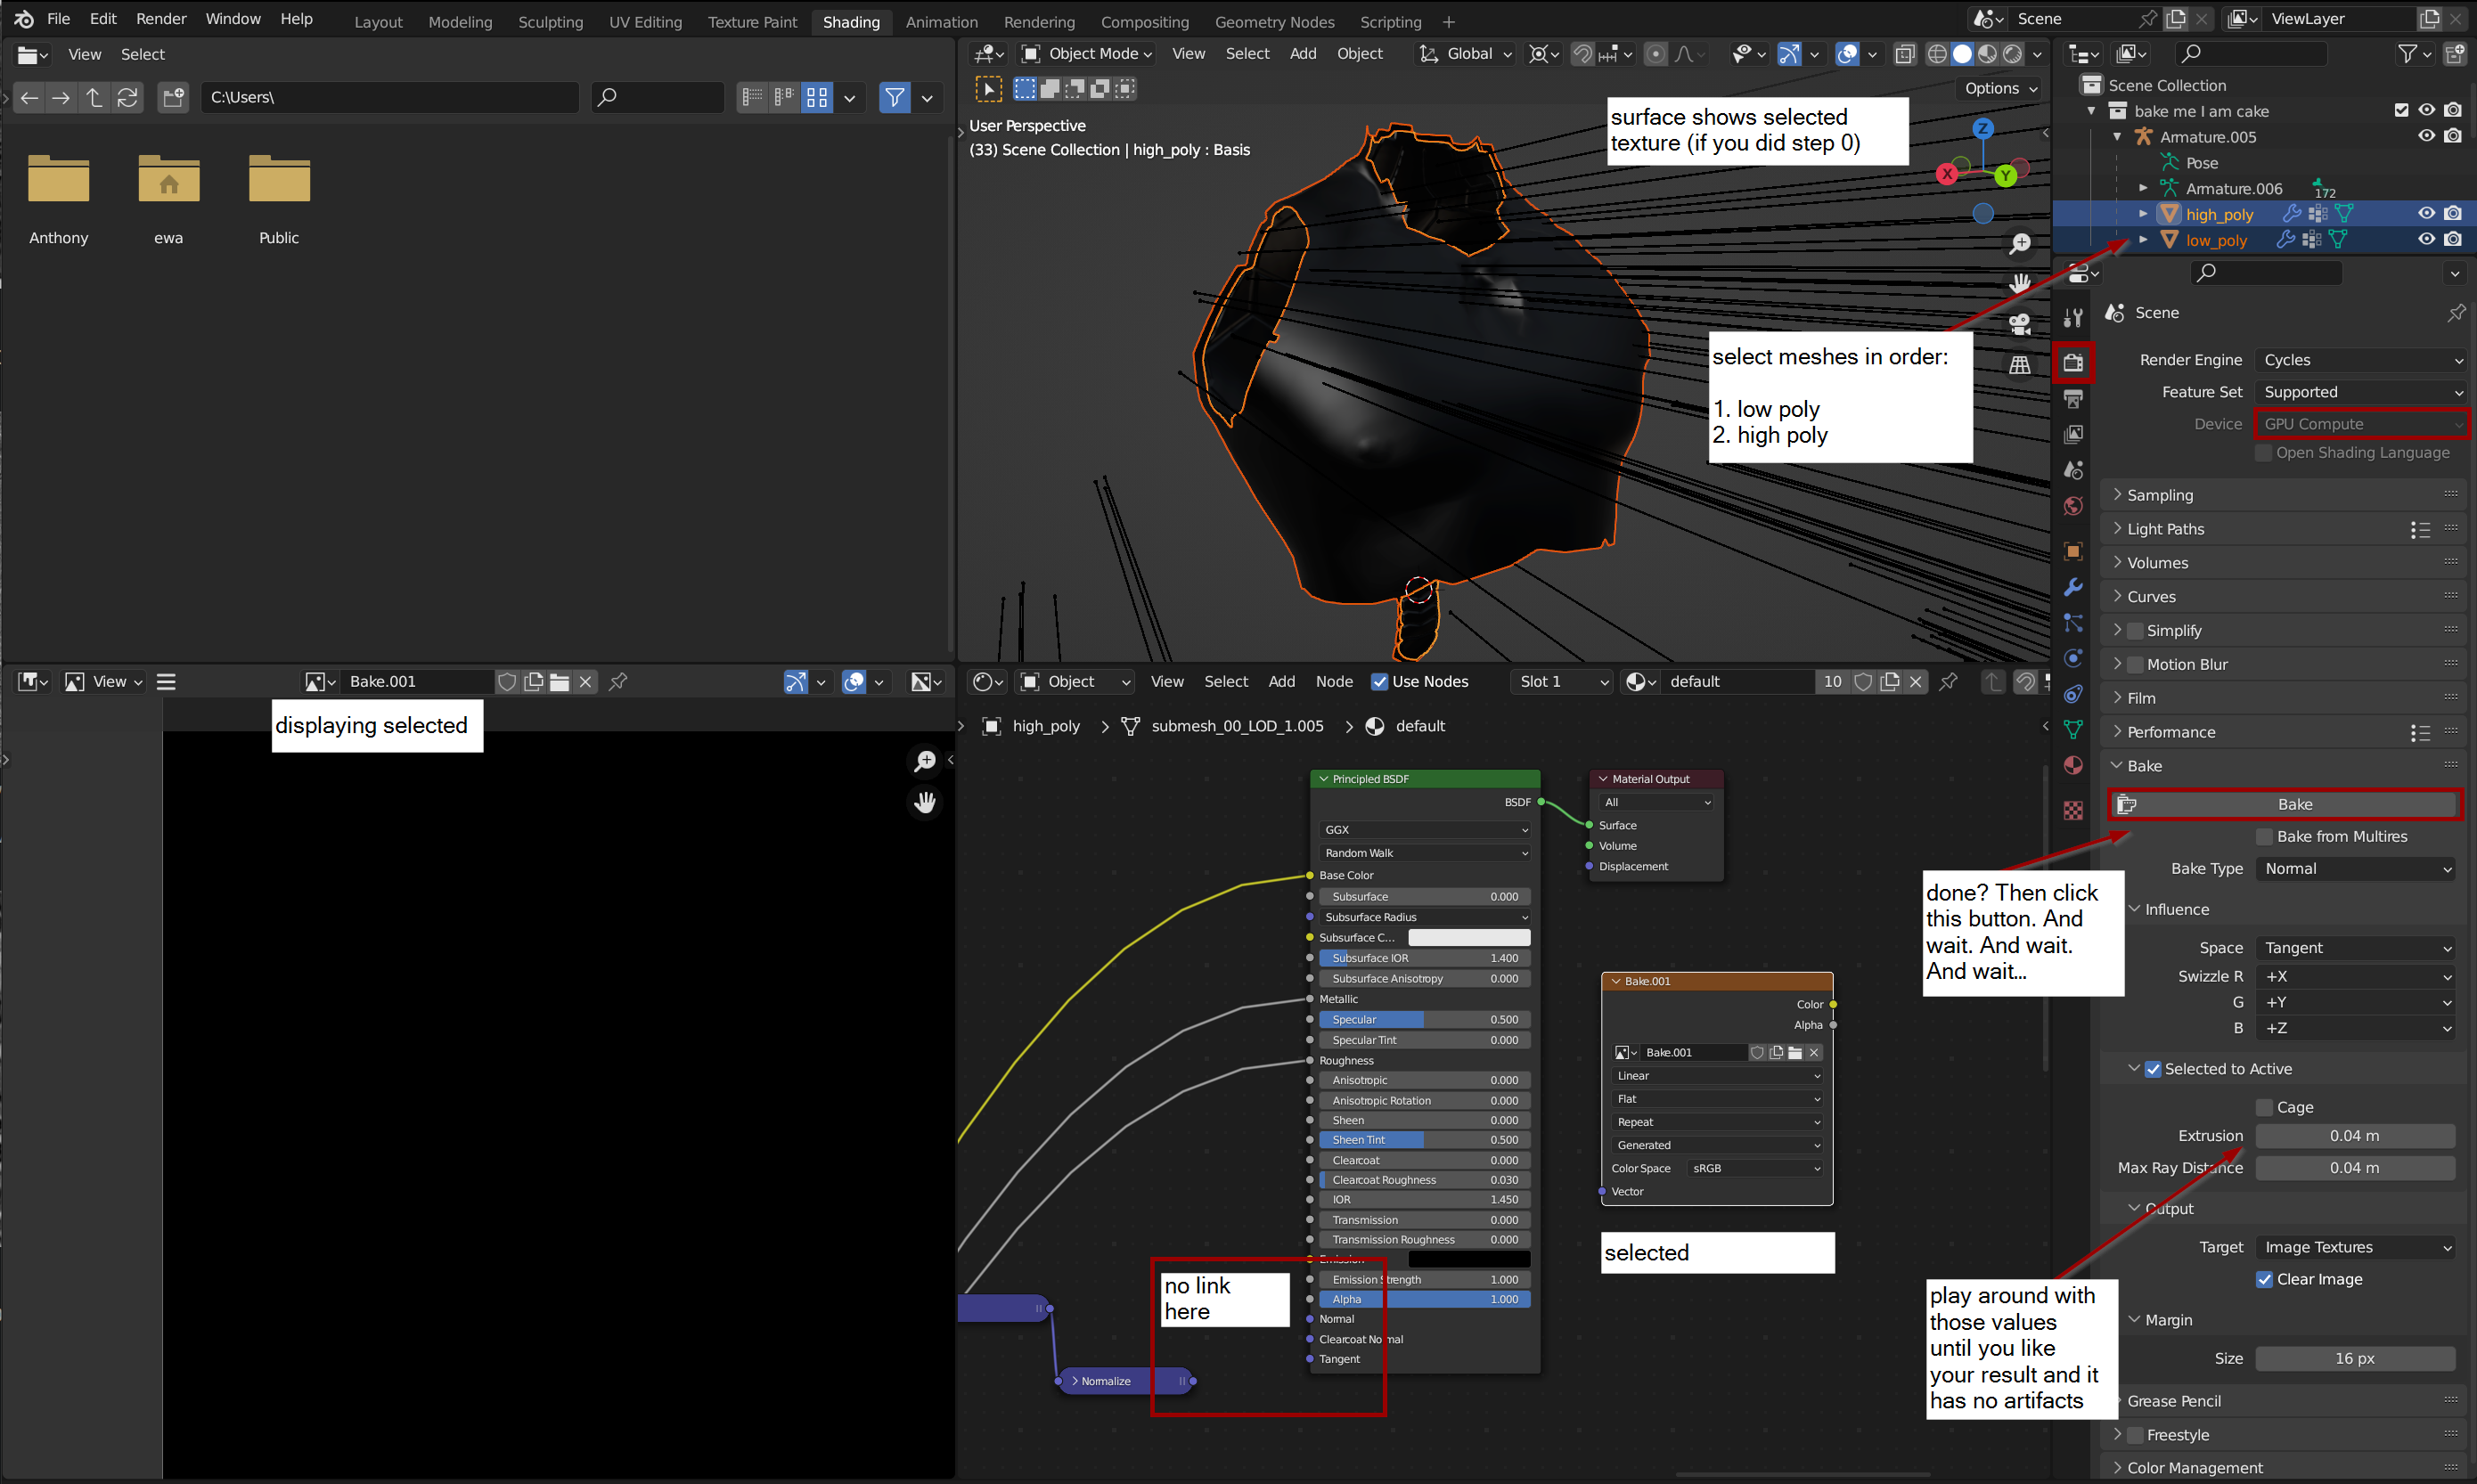 File Edit Render Window Help
Layout Modeling Sculpting UV Editing Texture Paint Shading Animation Rendering Compositing Geometry Nodes Scripting +
Scene
ViewLayer
View Select
C:\Users\
Anthony
ewa
Public
Object Mode View Select Add Object Global
Options
User Perspective
(33) Scene Collection | high_poly : Basis
surface shows selected
texture (if you did step 0)
Z
X
Y
select meshes in order:
1. low poly
2. high poly
Scene Collection
bake me I am cake
Armature.005
Pose
Armature.006
172
high_poly
low_poly
Scene
Render Engine Cycles
Feature Set Supported
Device GPU Compute
Open Shading Language
Sampling
Light Paths
Volumes
Curves
Simplify
Motion Blur
Film
Performance
Bake
Bake
Bake from Multires
Bake Type Normal
Influence
Space Tangent
Swizzle R +X
G +Y
B +Z
Selected to Active
Cage
Extrusion 0.04 m
Max Ray Distance 0.04 m
Output
Target Image Textures
Clear Image
Margin
Size 16 px
Grease Pencil
Freestyle
Color Management
done? Then click
this button. And
wait. And wait.
And wait...
play around with
those values
until you like
your result and it
has no artifacts
View
Bake.001
displaying selected
Object View Select Add Node Use Nodes Slot 1 default 10
high_poly > submesh_00_LOD_1.005 > default
Principled BSDF
BSDF
GGX
Random Walk
Base Color
Subsurface 0.000
Subsurface Radius
Subsurface C...
Subsurface IOR 1.400
Subsurface Anisotropy 0.000
Metallic
Specular 0.500
Specular Tint 0.000
Roughness
Anisotropic 0.000
Anisotropic Rotation 0.000
Sheen 0.000
Sheen Tint 0.500
Clearcoat 0.000
Clearcoat Roughness 0.030
IOR 1.450
Transmission 0.000
Transmission Roughness 0.000
Emission
Emission Strength 1.000
Alpha 1.000
Normal
Clearcoat Normal
Tangent
Material Output
All
Surface
Volume
Displacement
Bake.001
Color
Alpha
Bake.001
Linear
Flat
Repeat
Generated
Color Space sRGB
Vector
selected
no link
here
Normalize